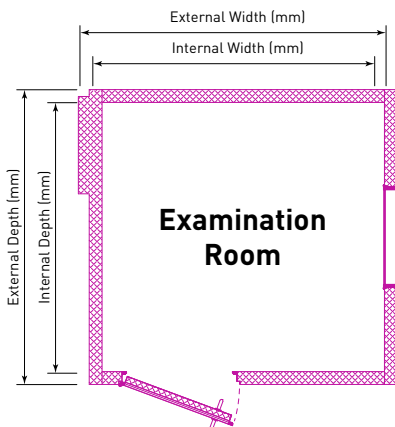 External Width (mm)
Internal Width (mm)
External Depth (mm)
Internal Depth (mm)
Examination
Room